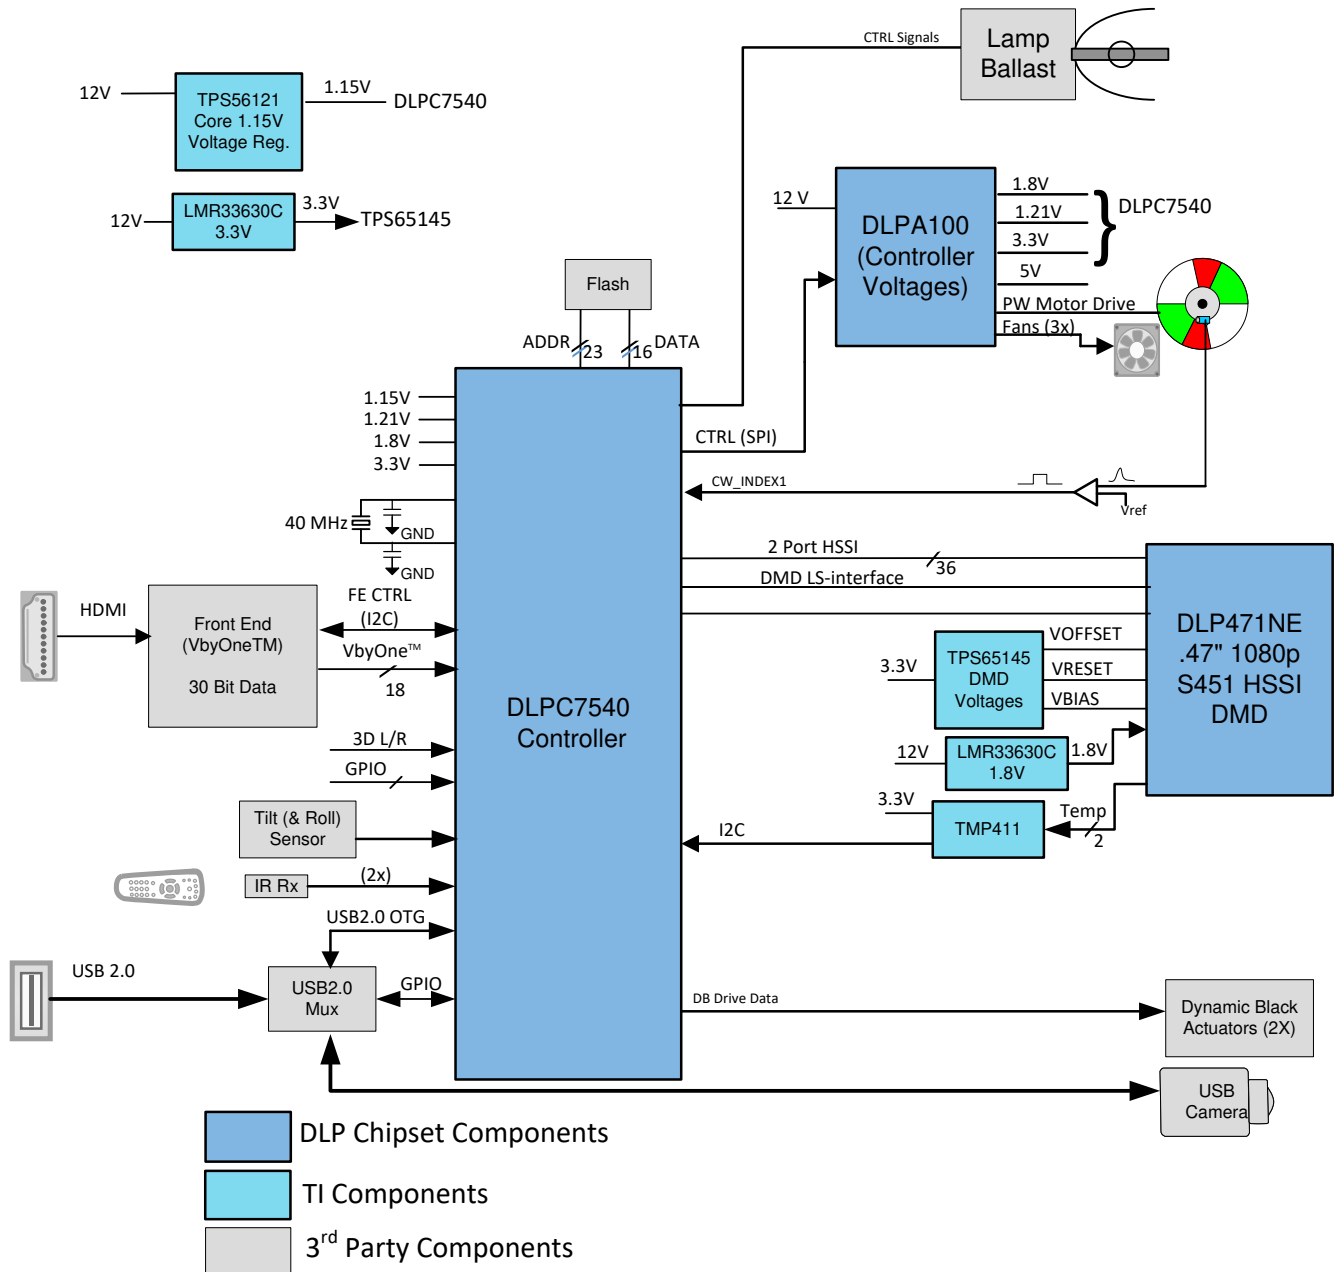 CTRL Signals
Lamp
Ballast
12V
TPS56121
Core 1.15V
Voltage Reg.
1.15V
DLPC7540
12V
LMR33630C
3.3V
3.3V
TPS65145
12 V
DLPA100
(Controller
Voltages)
1.8V
1.21V
3.3V
5V
DLPC7540
PW Motor Drive
Fans (3x)
Flash
ADDR
23
16
DATA
1.15V
1.21V
1.8V
3.3V
CTRL (SPI)
CW_INDEX1
Vref
40 MHz
GND
GND
2 Port HSSI
36
DMD LS-interface
HDMI
Front End
(VbyOneTM)
30 Bit Data
FE CTRL
(I2C)
VbyOne™
18
DLPC7540
Controller
DLP471NE
.47" 1080p
S451 HSSI
DMD
3.3V
TPS65145
DMD
Voltages
VOFFSET
VRESET
VBIAS
12V
LMR33630C
1.8V
1.8V
3.3V
TMP411
Temp
2
I2C
3D L/R
GPIO
Tilt (& Roll)
Sensor
IR Rx
(2x)
USB2.0 OTG
USB 2.0
USB2.0
Mux
GPIO
DB Drive Data
Dynamic Black
Actuators (2X)
USB
Camera
DLP Chipset Components
TI Components
3rd Party Components